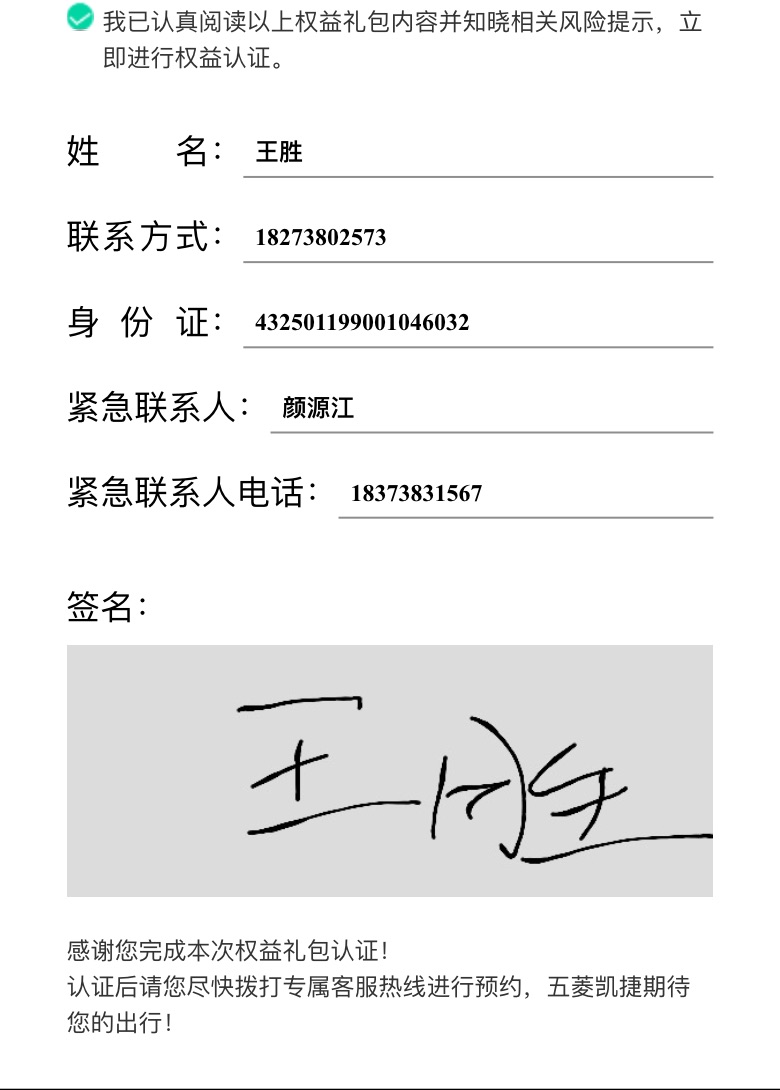 我已认真阅读以上权益礼包内容并知晓相关风险提示，立
即进行权益认证。
姓 名：王胜
联系方式：18273802573
身份证：432501199001046032
紧急联系人：颜源江
紧急联系人电话：18373831567
签名：
王胜
感谢您完成本次权益礼包认证！
认证后请您尽快拨打专属客服热线进行预约，五菱凯捷期待
您的出行！